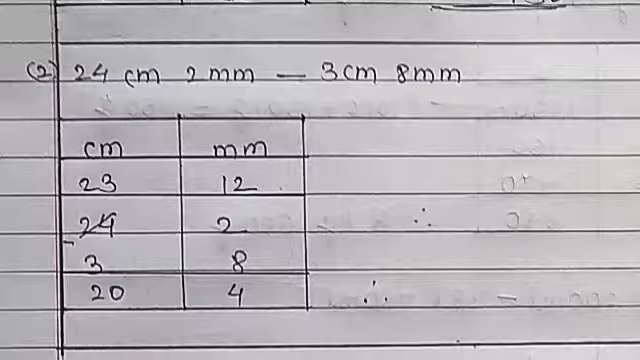 (2) 24 cm 2 mm — 3 cm 8 mm
cm mm
23 12
24 2
- 3 8
20 4
∴
∴